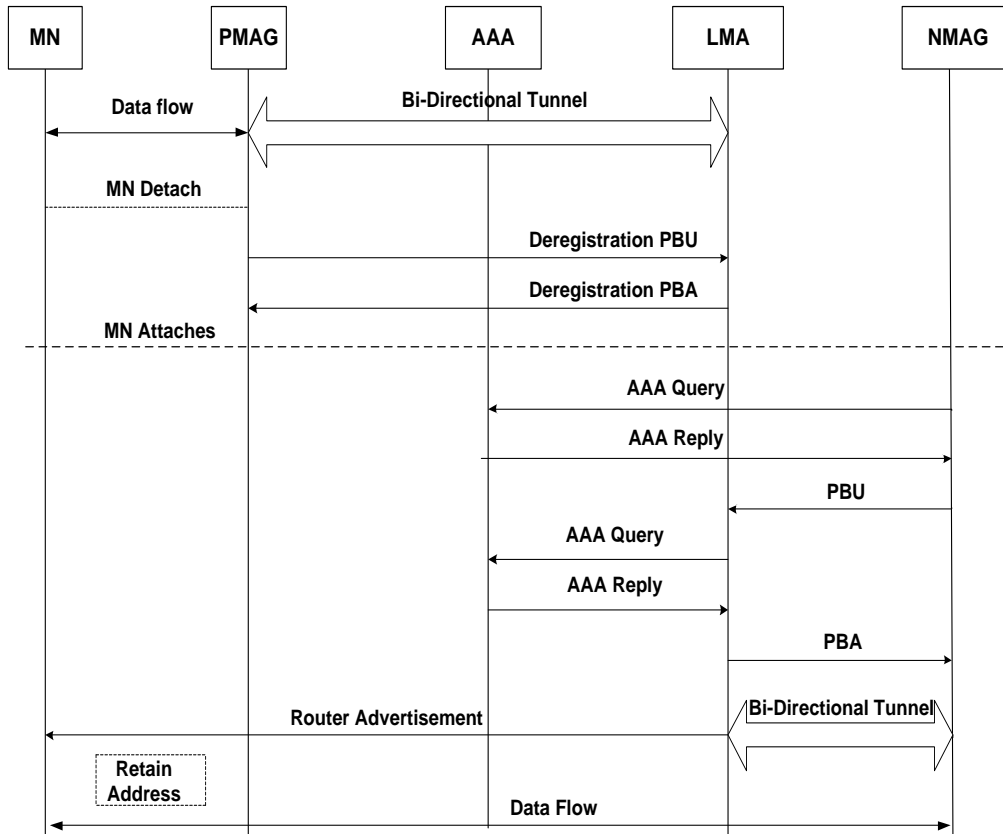 MN
PMAG
AAA
LMA
NMAG
Data flow
Bi-Directional Tunnel
MN Detach
Deregistration PBU
Deregistration PBA
MN Attaches
AAA Query
AAA Reply
PBU
AAA Query
AAA Reply
PBA
Router Advertisement
Bi-Directional Tunnel
Retain
Address
Data Flow